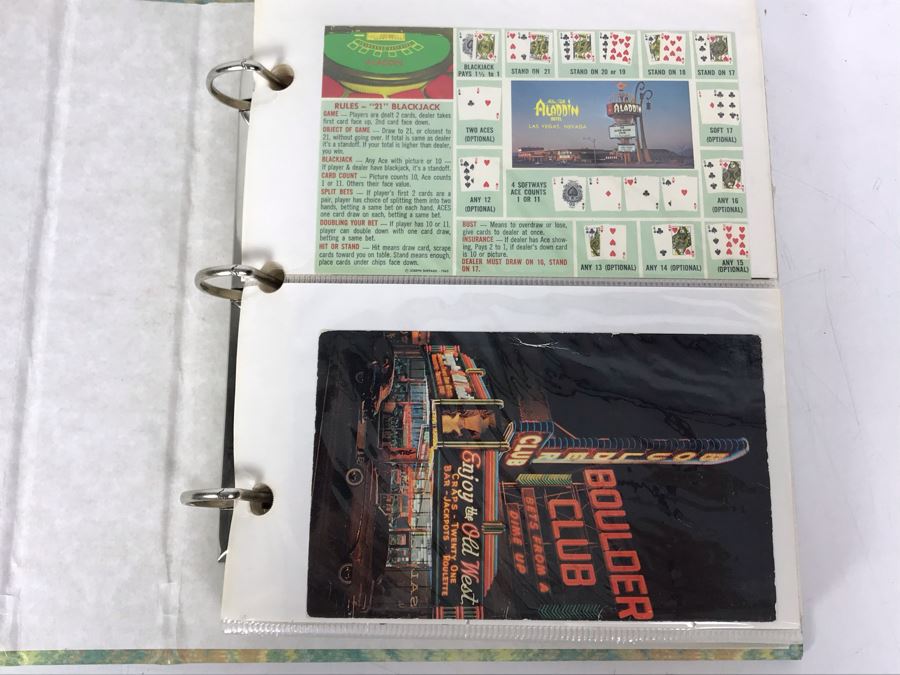 ALADDIN
RULES — "21" BLACKJACK
GAME — Players are dealt 2 cards, dealer takes
first card face up, 2nd card face down.
OBJECT OF GAME — Draw to 21, or closest to
21, without going over. If total is same as dealer
it's a standoff. If your total is higher than dealer,
you win.
BLACKJACK — Any Ace with picture or 10 —
If player & dealer have blackjack, it's a standoff.
CARD COUNT — Picture counts 10, Ace counts
1 or 11. Others their face value.
SPLIT BETS — If player's first 2 cards are a
pair, player has choice of splitting them into two
hands, betting a same bet on each hand. ACES
one card draw on each, betting a same bet.
DOUBLING YOUR BET — If player has 10 or 11,
player can double down with one card draw,
betting a same bet.
HIT OR STAND — Hit means draw card, scrape
cards toward you on table. Stand means enough,
place cards under chips face down.
BLACKJACK
PAYS 1½ to 1
STAND ON 21
STAND ON 20 or 19
STAND ON 18
STAND ON 17
TWO ACES
(OPTIONAL)
ALADDIN
HOTEL
LAS VEGAS, NEVADA
ALADDIN
SOFT 17
(OPTIONAL)
ANY 12
(OPTIONAL)
4 SOFTWAYS
ACE COUNTS
1 OR 11
ANY 16
(OPTIONAL)
BUST — Means to overdraw or lose,
give cards to dealer at once.
INSURANCE — If dealer has Ace show-
ing, Pays 2 to 1, if dealer's down card
is 10 or picture.
DEALER MUST DRAW ON 16, STAND
ON 17.
ANY 13 (OPTIONAL)
ANY 14 (OPTIONAL)
ANY 15
(OPTIONAL)
BOULDER
CLUB
BOULDER
CLUB
BETS FROM A
DIME UP
Enjoy the Old West
CRAPS - TWENTY ONE
BAR - JACKPOTS ROULETTE